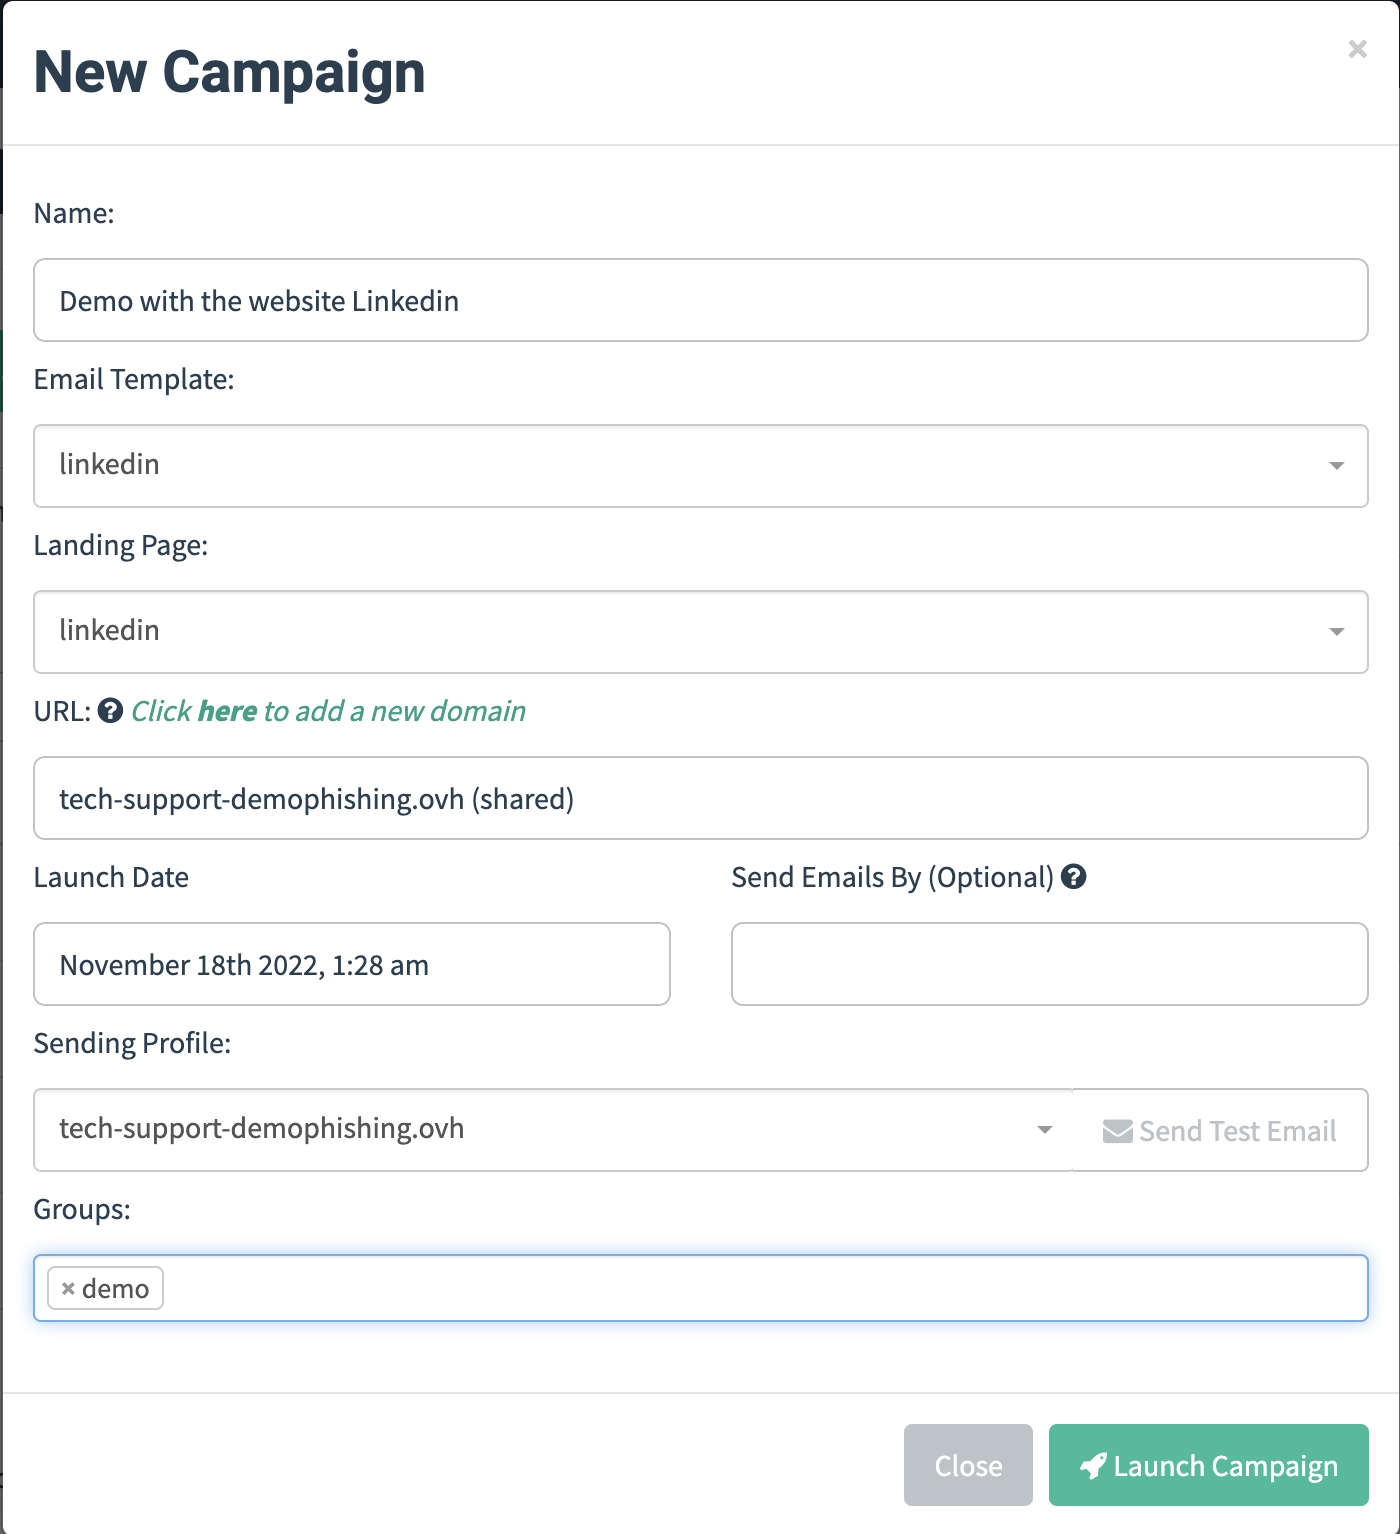 New Campaign
×
Name:
Demo with the website Linkedin
Email Template:
linkedin
Landing Page:
linkedin
URL: ? Click here to add a new domain
tech-support-demophishing.ovh (shared)
Launch Date
Send Emails By (Optional) ?
November 18th 2022, 1:28 am
Sending Profile:
tech-support-demophishing.ovh
Send Test Email
Groups:
× demo
Close
Launch Campaign